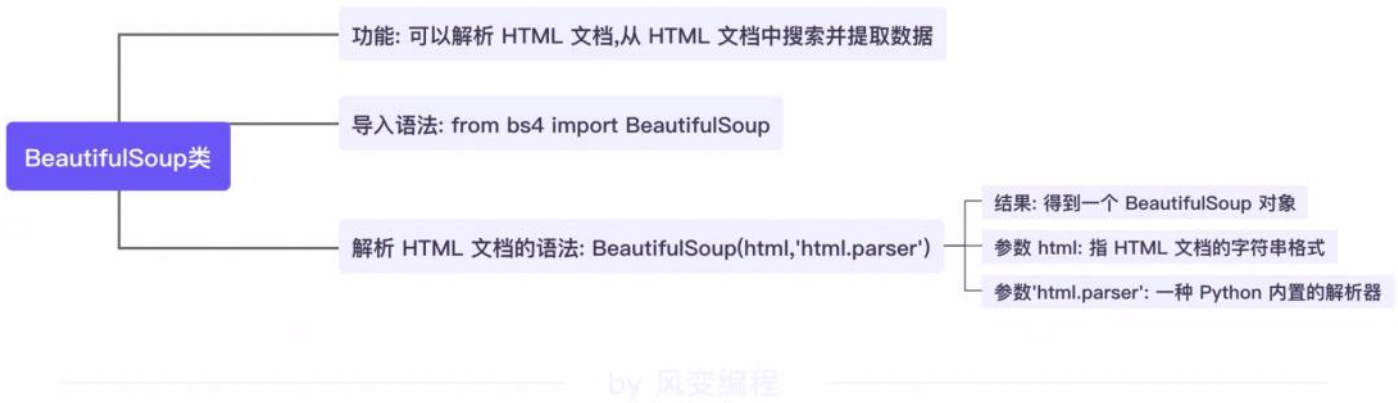 功能: 可以解析 HTML 文档,从 HTML 文档中搜索并提取数据
导入语法: from bs4 import BeautifulSoup
BeautifulSoup类
解析 HTML 文档的语法: BeautifulSoup(html,'html.parser')
结果: 得到一个 BeautifulSoup 对象
参数 html: 指 HTML 文档的字符串格式
参数'html.parser': 一种 Python 内置的解析器
by 风变编程